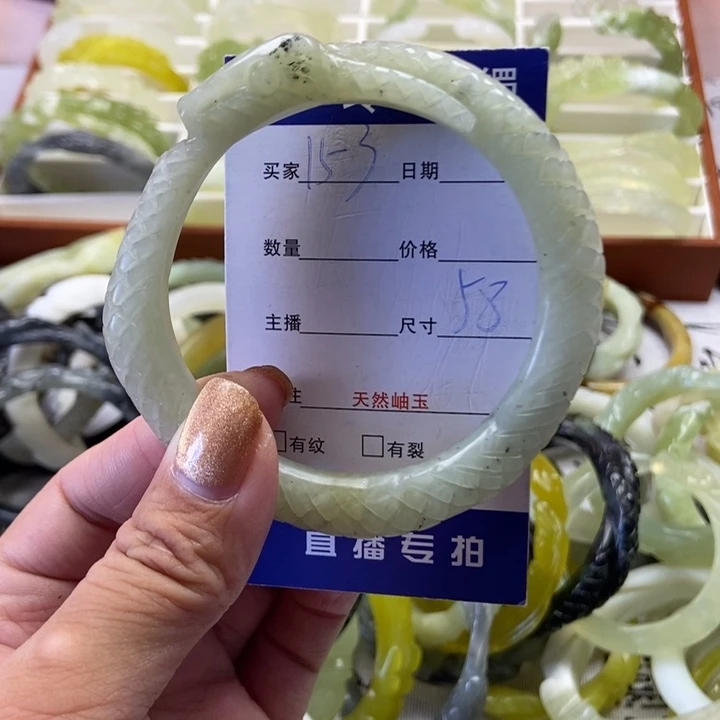 买家 15-3 日期
数量 价格
主播 尺寸 58
天然岫玉
有纹 有裂
直播专拍